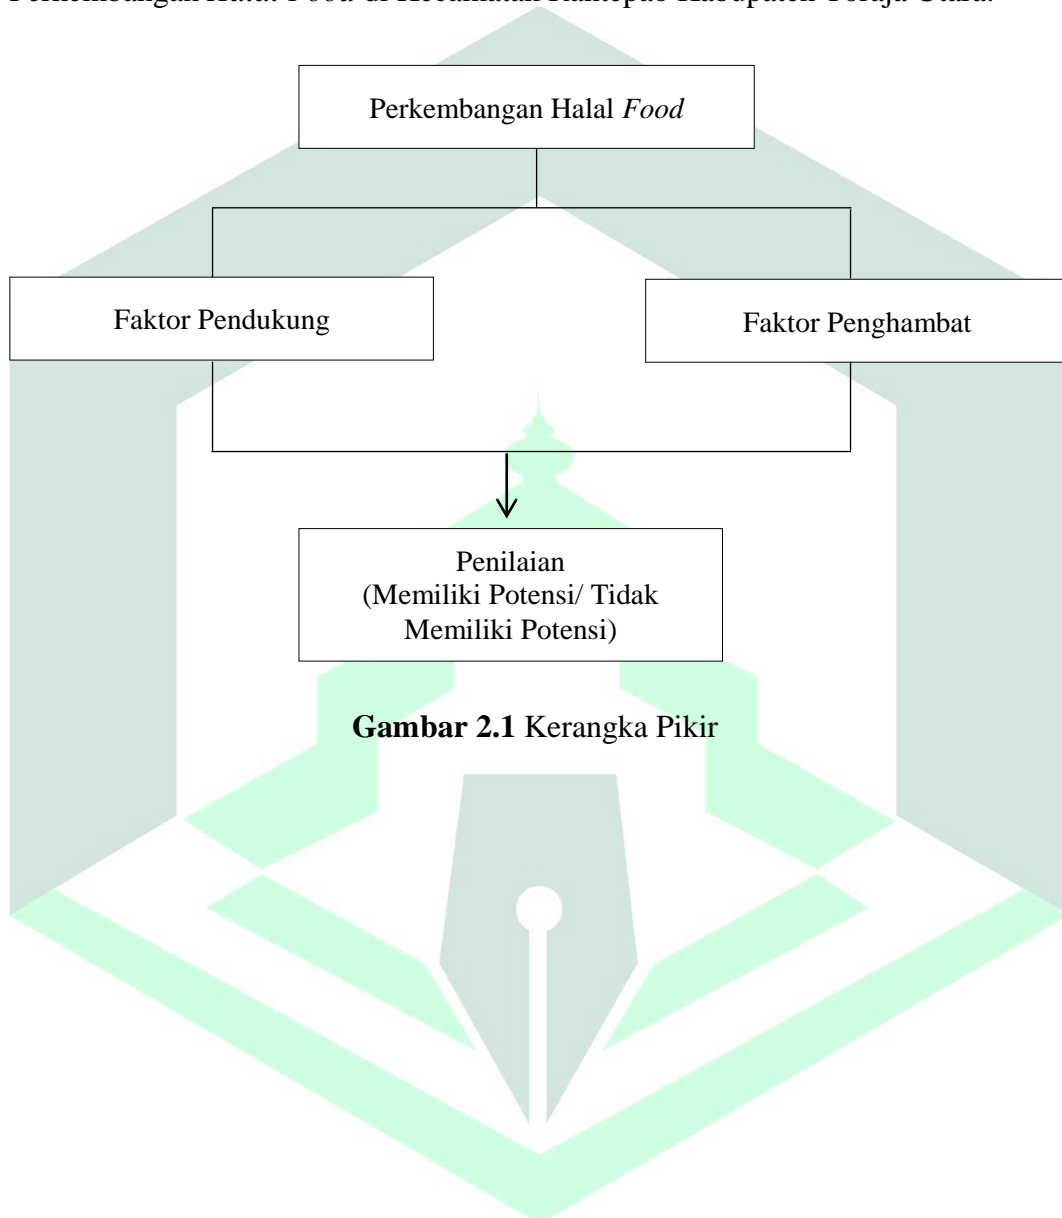 Perkembangan Halal Food di Kecamatan Rantepao Kabupaten Toraja Utara.
Perkembangan Halal Food
Faktor Pendukung
Faktor Penghambat
Penilaian
(Memiliki Potensi/ Tidak
Memiliki Potensi)
Gambar 2.1 Kerangka Pikir